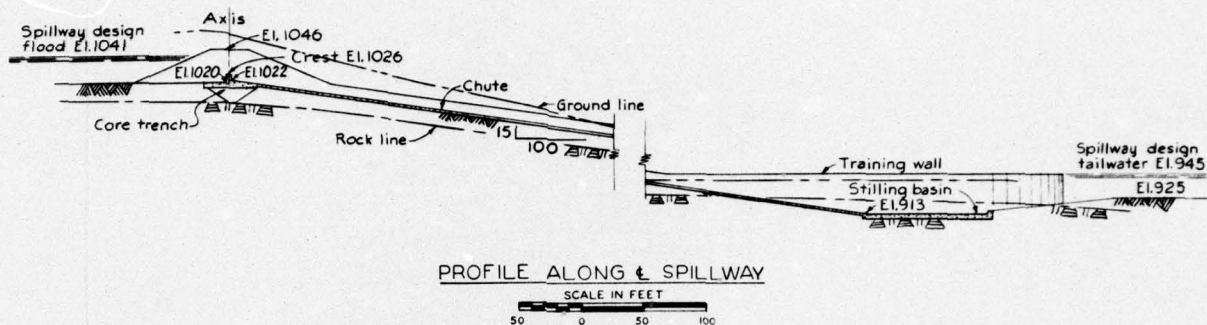 Axis
Spillway design
flood El.1041
El.1046
Crest El.1026
El.1020
El.1022
Chute
Ground line
Core trench
Rock line
15
100
Training wall
Spillway design
tailwater El.945
Stilling basin
El.925
El.913
PROFILE ALONG ℄ SPILLWAY
SCALE IN FEET
50 0 50 100